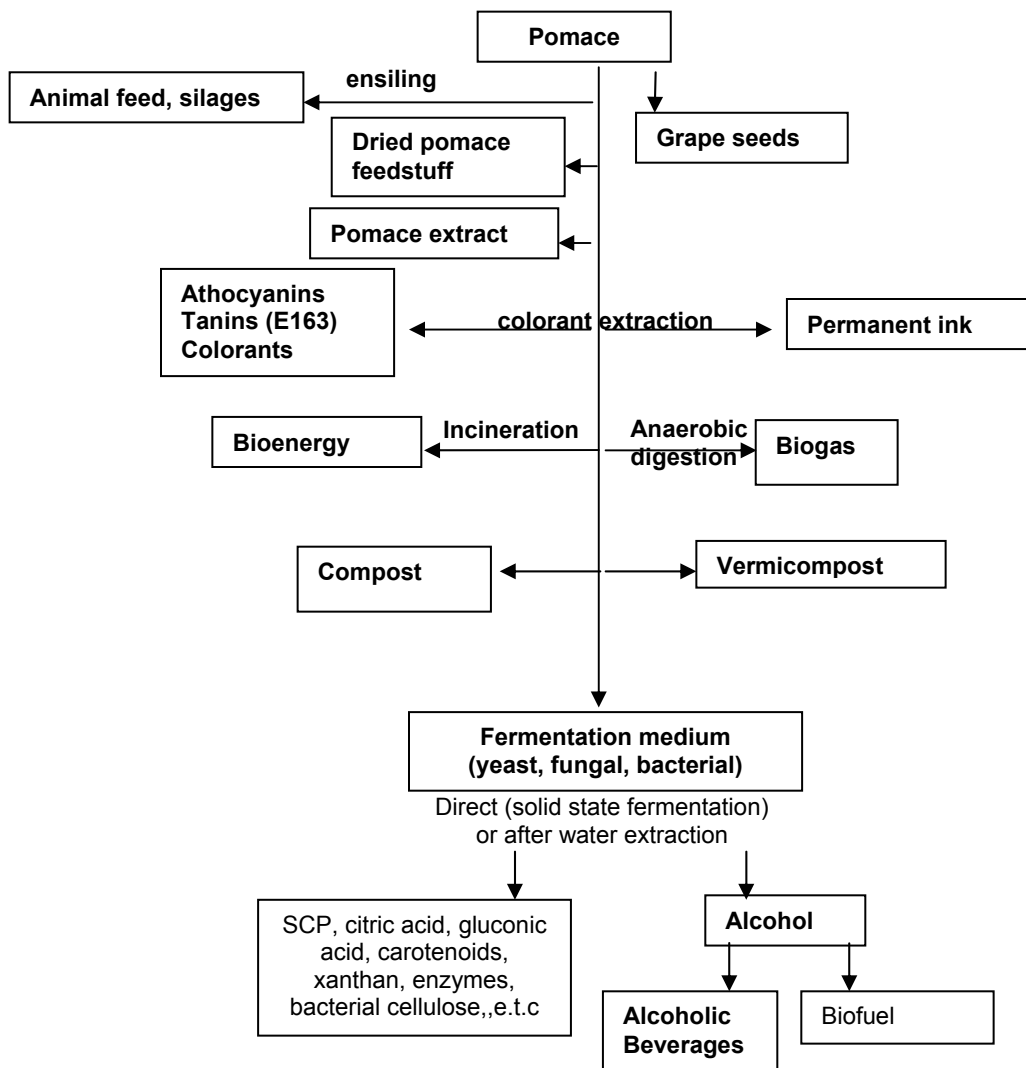 Pomace
ensiling
Animal feed, silages
Grape seeds
Dried pomace
feedstuff
Pomace extract
Athocyanins
Tanins (E163)
Colorants
colorant extraction
Permanent ink
Bioenergy
Incineration
Anaerobic
digestion
Biogas
Compost
Vermicompost
Fermentation medium
(yeast, fungal, bacterial)
Direct (solid state fermentation)
or after water extraction
SCP, citric acid, gluconic
acid, carotenoids,
xanthan, enzymes,
bacterial cellulose,,e.t.c
Alcohol
Alcoholic
Beverages
Biofuel